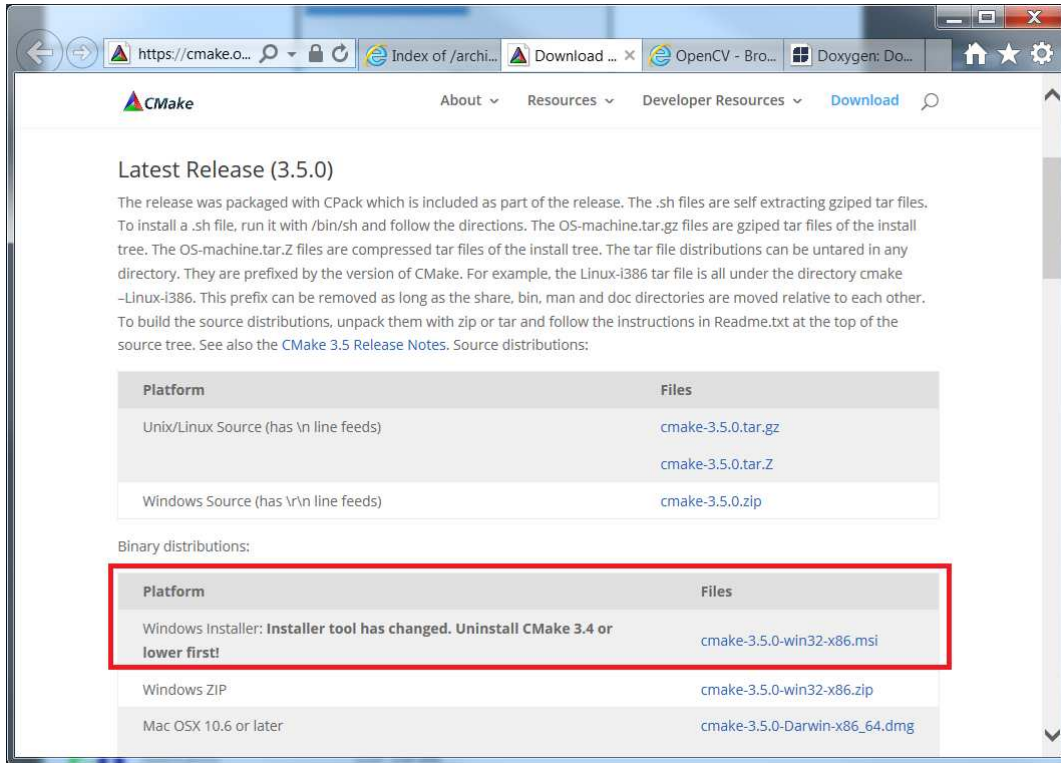 https://cmake.o...
Index of /archi...
Download ...
OpenCV - Bro...
Doxygen: Do...
CMake
About
Resources
Developer Resources
Download
Latest Release (3.5.0)
The release was packaged with CPack which is included as part of the release. The .sh files are self extracting gziped tar files.
To install a .sh file, run it with /bin/sh and follow the directions. The OS-machine.tar.gz files are gziped tar files of the install
tree. The OS-machine.tar.Z files are compressed tar files of the install tree. The tar file distributions can be untared in any
directory. They are prefixed by the version of CMake. For example, the Linux-i386 tar file is all under the directory cmake
–Linux-i386. This prefix can be removed as long as the share, bin, man and doc directories are moved relative to each other.
To build the source distributions, unpack them with zip or tar and follow the instructions in Readme.txt at the top of the
source tree. See also the CMake 3.5 Release Notes. Source distributions:
Platform Files
Unix/Linux Source (has \n line feeds) cmake-3.5.0.tar.gz
cmake-3.5.0.tar.Z
Windows Source (has \r\n line feeds) cmake-3.5.0.zip
Binary distributions:
Platform Files
Windows Installer: Installer tool has changed. Uninstall CMake 3.4 or
lower first! cmake-3.5.0-win32-x86.msi
Windows ZIP cmake-3.5.0-win32-x86.zip
Mac OSX 10.6 or later cmake-3.5.0-Darwin-x86_64.dmg